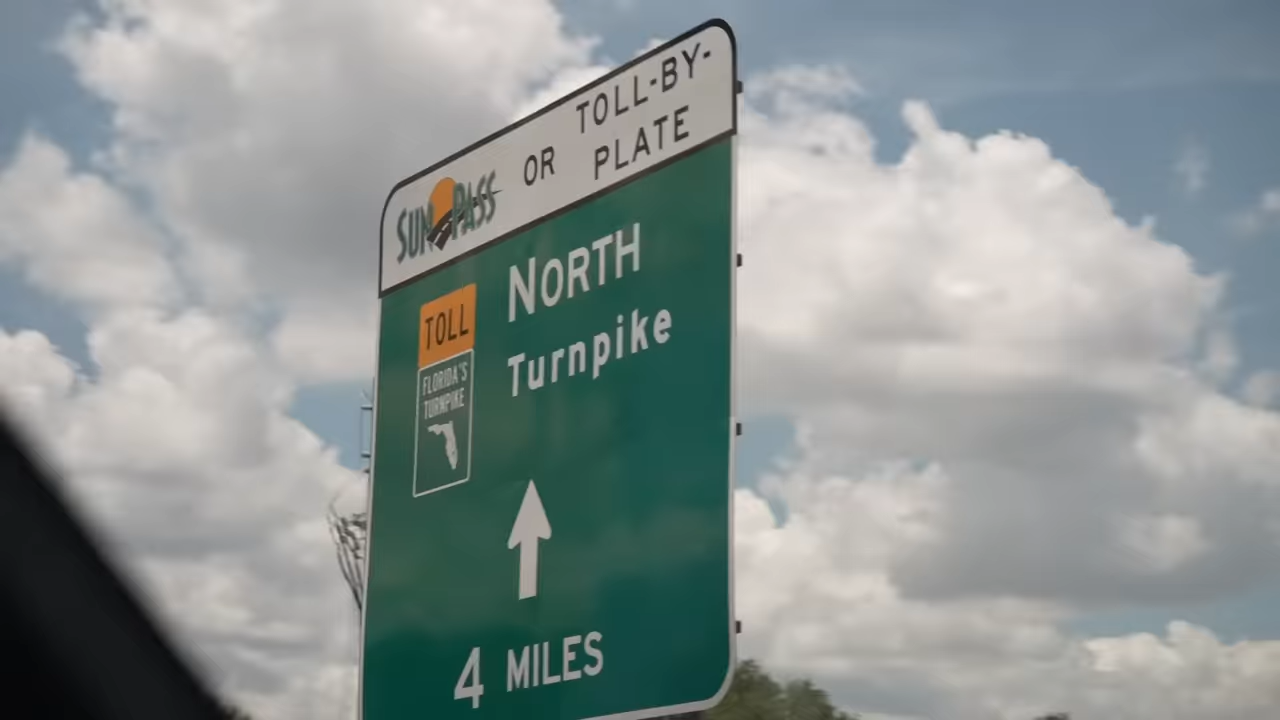 TOLL-BY-
SUNPASS OR PLATE
TOLL
NORTH
FLORIDA'S
TURNPIKE
Turnpike
4 MILES